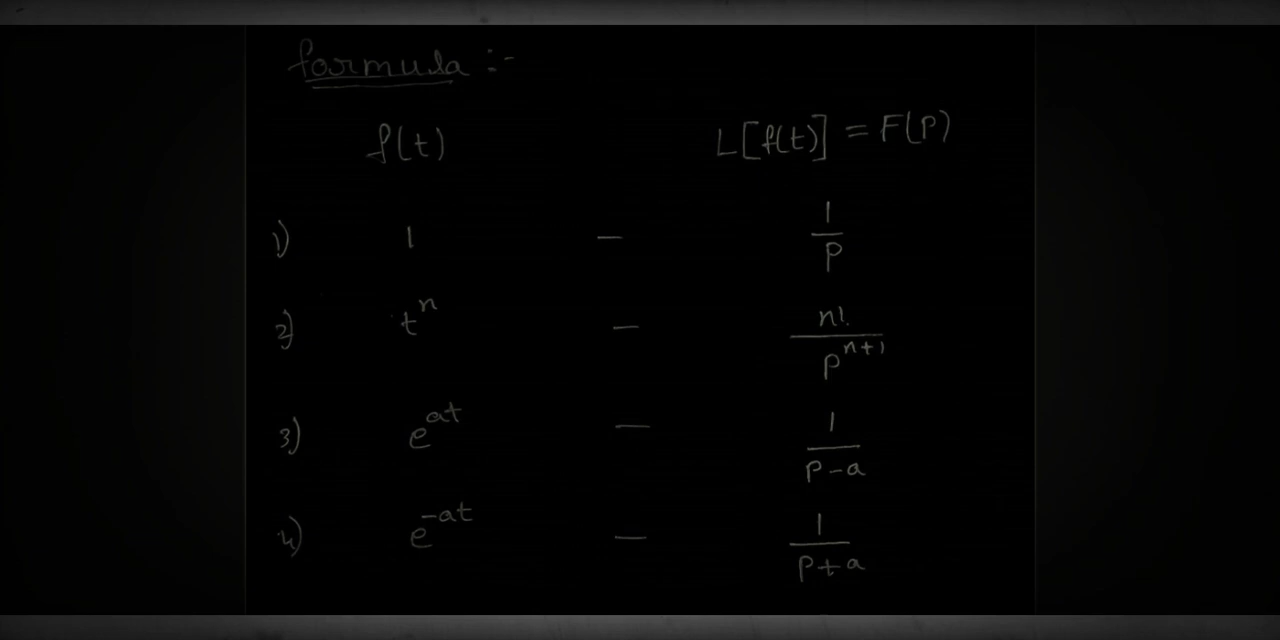 formula :-
f(t) L[f(t)] = F(P)
1) 1 — 1/P
2) t^n — n!/P^{n+1}
3) e^{at} — 1/(P-a)
4) e^{-at} — 1/(P+a)